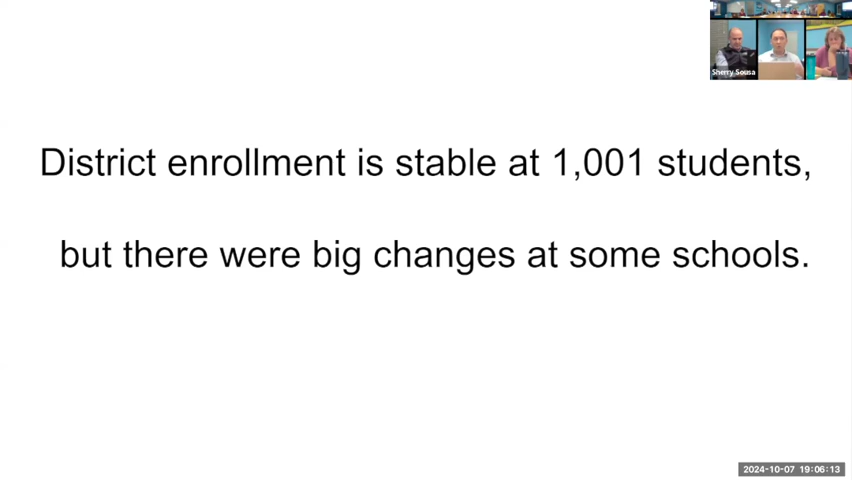 Sherry Sousa
District enrollment is stable at 1,001 students,
but there were big changes at some schools.
2024-10-07 19:06:13